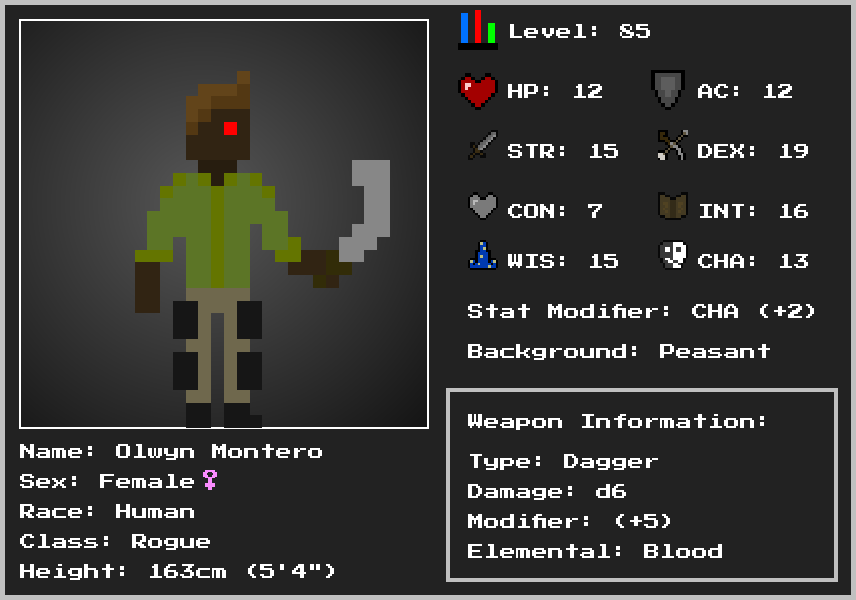 Level: 85
HP: 12 AC: 12
STR: 15 DEX: 19
CON: 7 INT: 16
WIS: 15 CHA: 13
Stat Modifier: CHA (+2)
Background: Peasant
Weapon Information:
Type: Dagger
Damage: d6
Modifier: (+5)
Elemental: Blood
Name: Olwyn Montero
Sex: Female♀
Race: Human
Class: Rogue
Height: 163cm (5'4")